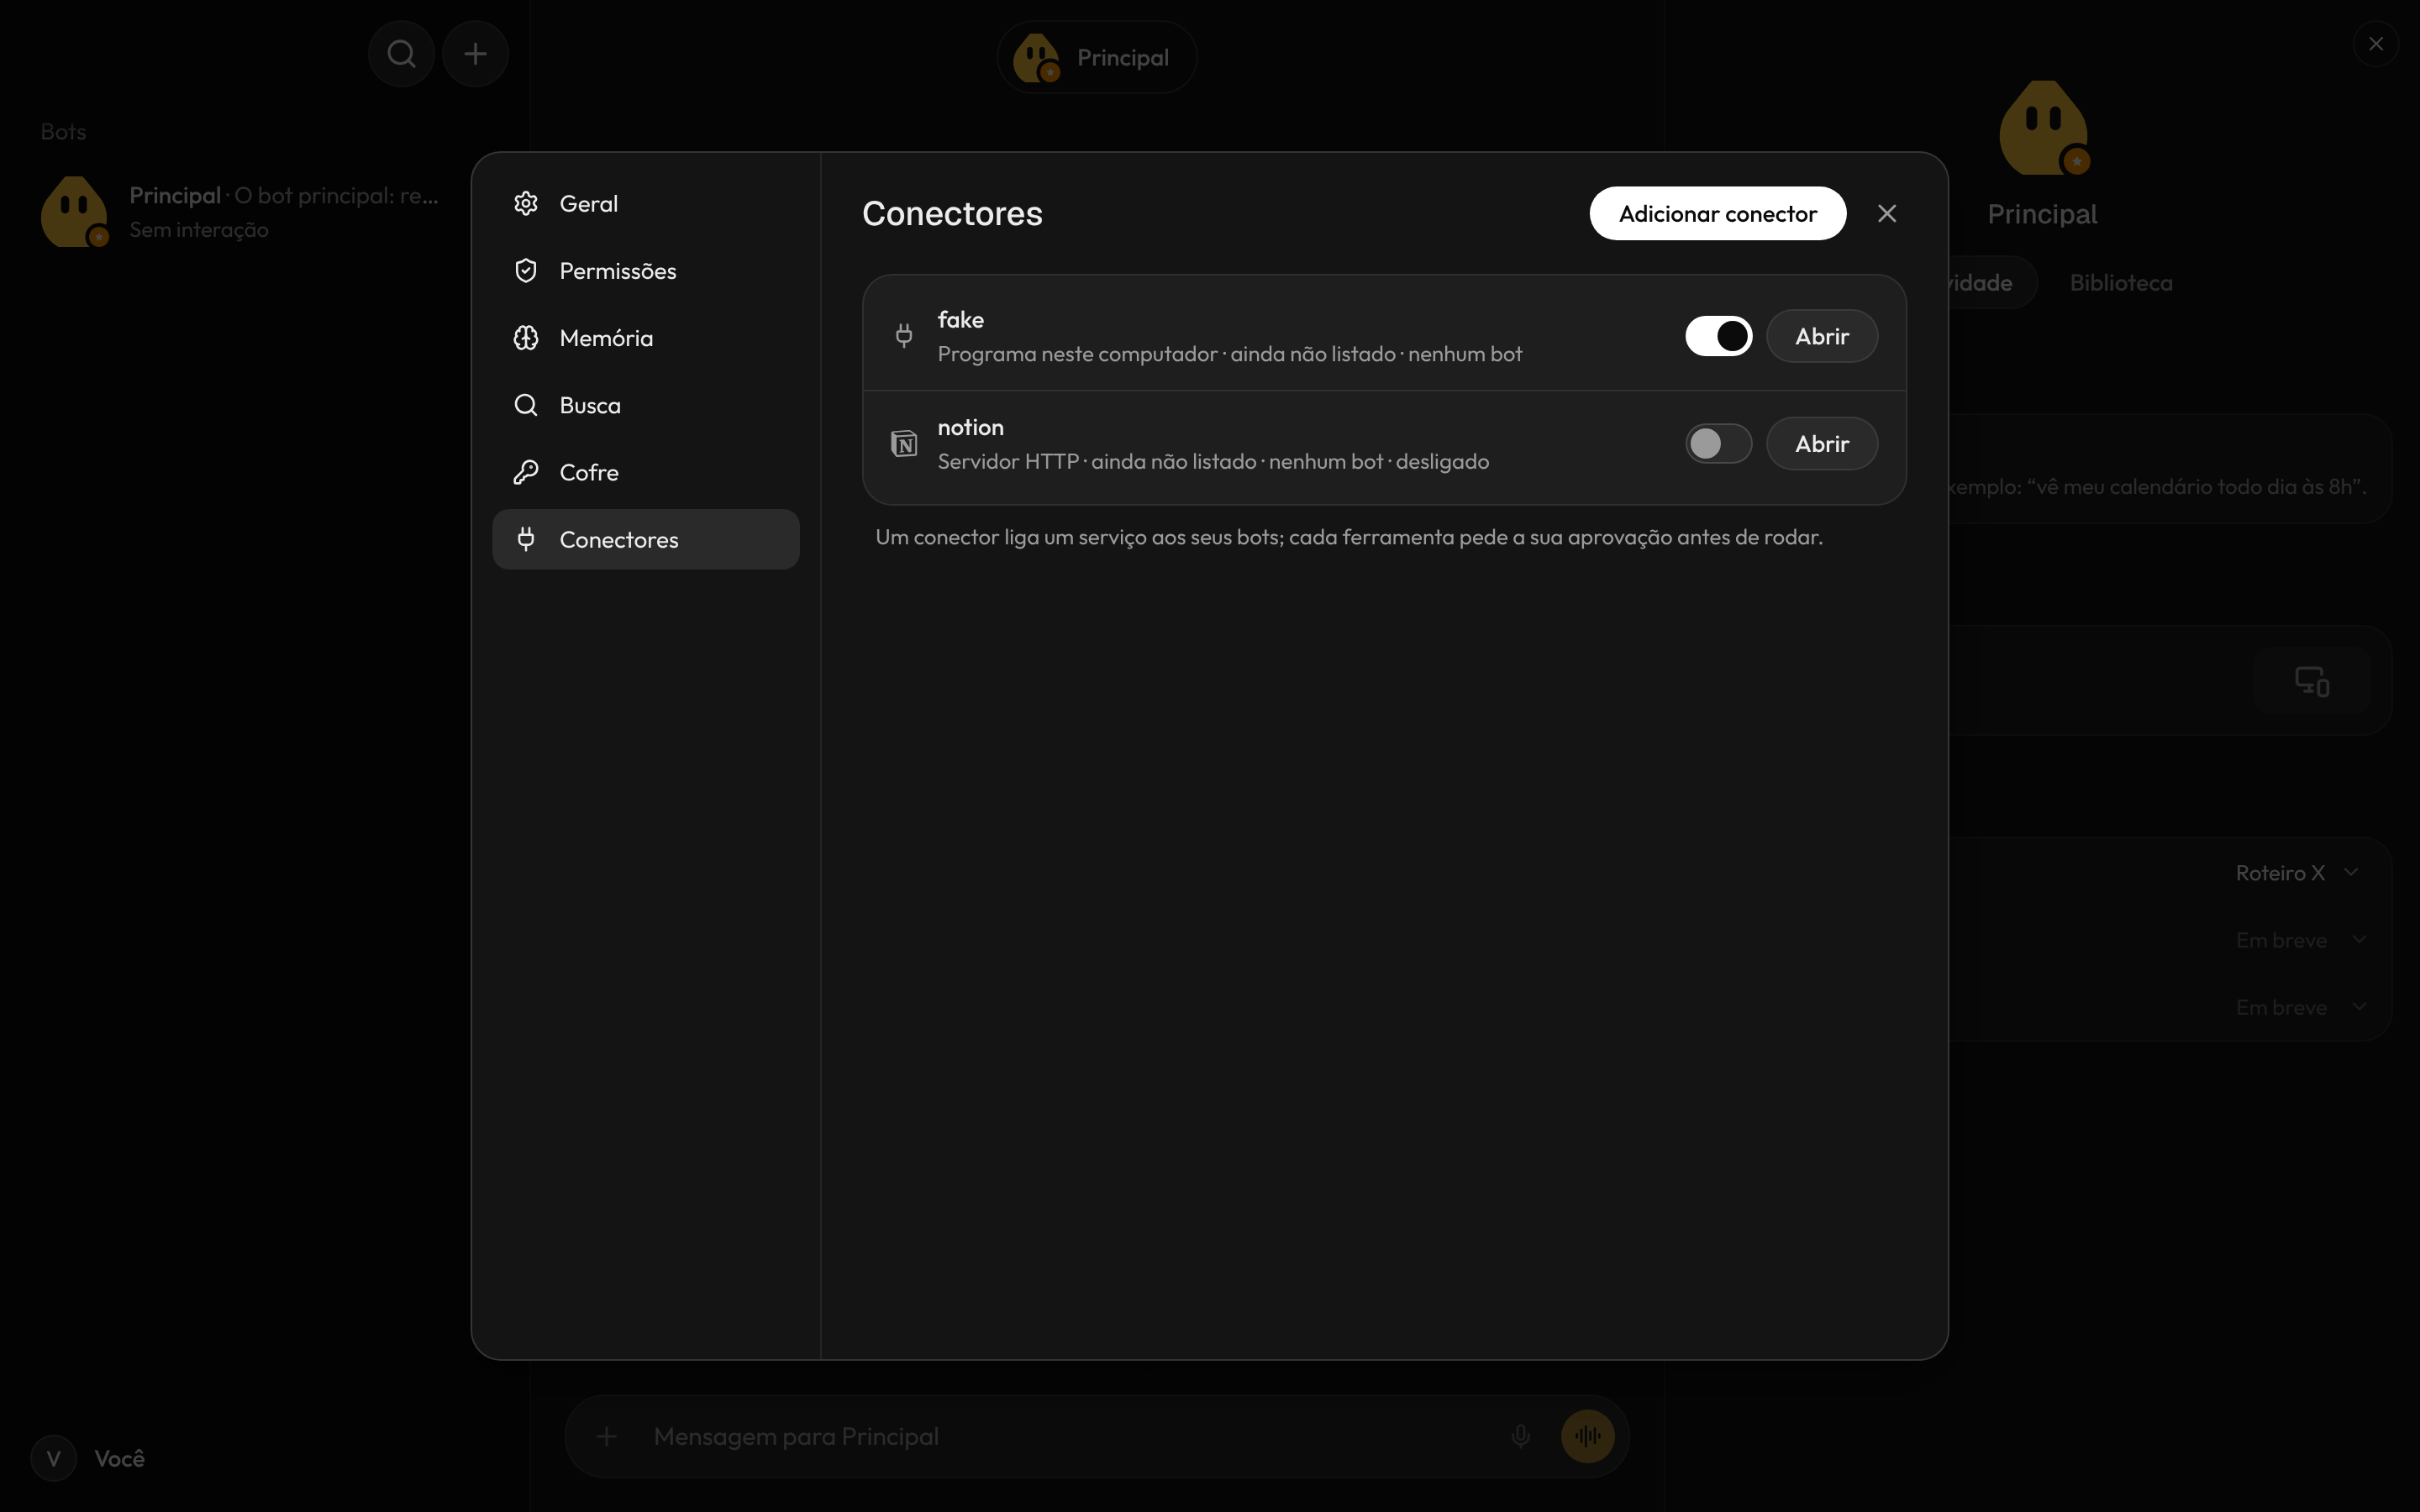 Principal
Bots
Principal · O bot principal: re...
Sem interação
Geral
Permissões
Memória
Busca
Cofre
Conectores
Conectores
Adicionar conector
fake
Programa neste computador · ainda não listado · nenhum bot
Abrir
notion
Servidor HTTP · ainda não listado · nenhum bot · desligado
Abrir
Um conector liga um serviço aos seus bots; cada ferramenta pede a sua aprovação antes de rodar.
Principal
vidade
Biblioteca
xemplo: “vê meu calendário todo dia às 8h”.
Roteiro X
Em breve
Em breve
Mensagem para Principal
V
Você